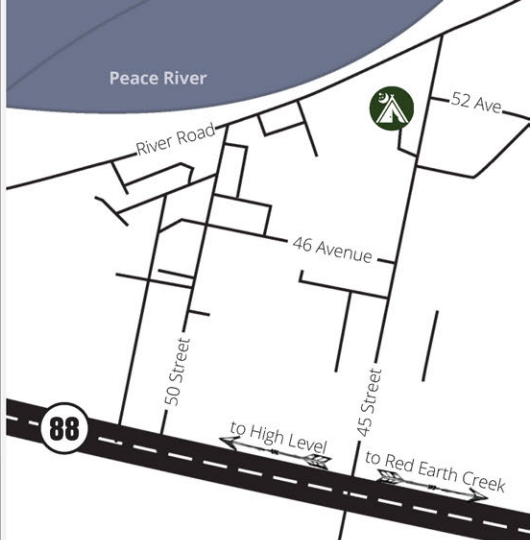 Peace River
52 Ave
River Road
46 Avenue
50 Street
45 Street
88
to High Level
to Red Earth Creek